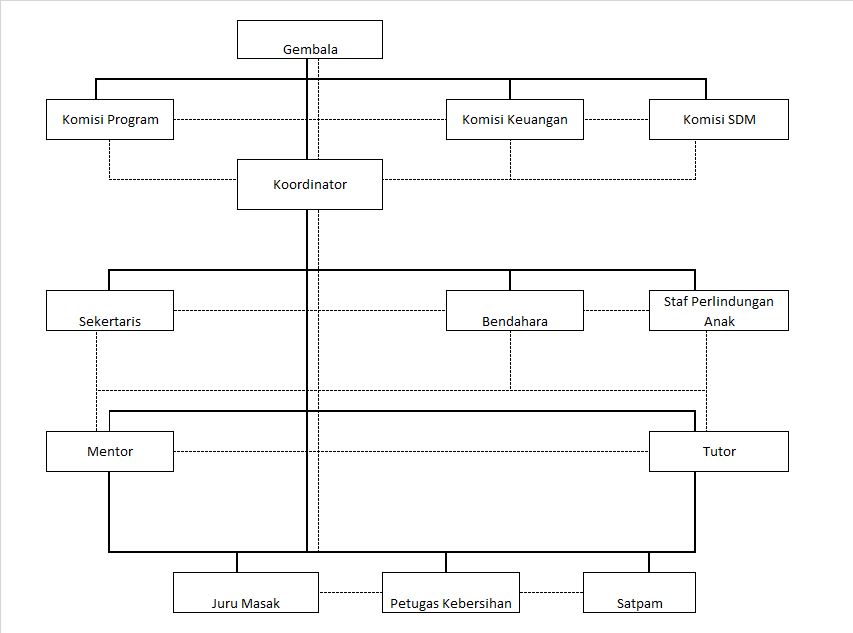 Gembala
Komisi Program
Komisi Keuangan
Komisi SDM
Koordinator
Sekertaris
Bendahara
Staf Perlindungan
Anak
Mentor
Tutor
Juru Masak
Petugas Kebersihan
Satpam